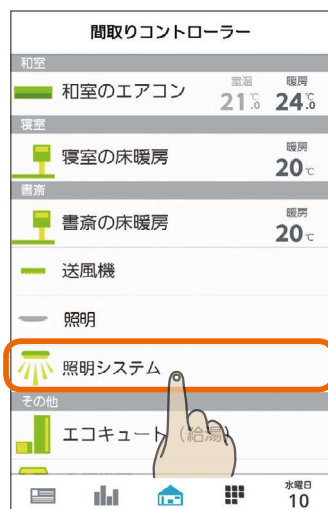 間取りコントローラー
和室
和室のエアコン 室温 21.0℃ 暖房 24.0℃
寝室
寝室の床暖房 暖房 20℃
書斎
書斎の床暖房 暖房 20℃
送風機
照明
照明システム
その他
エコキュート（給湯）
水曜日
10